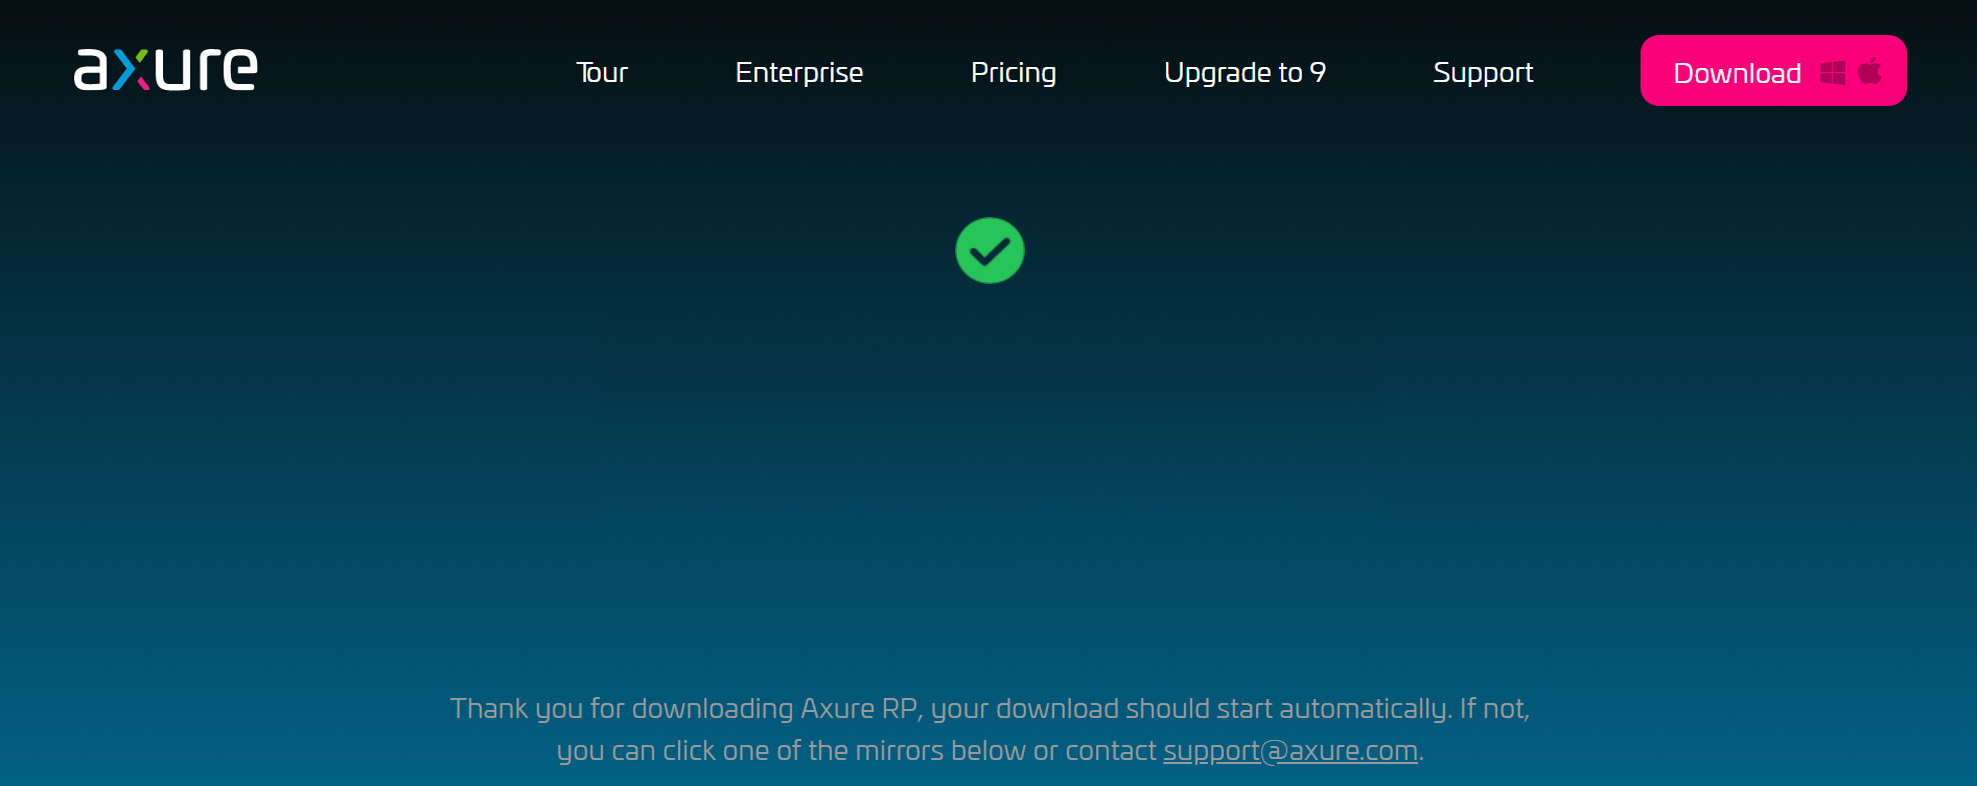 axure
Tour Enterprise Pricing Upgrade to 9 Support Download
Thank you for downloading Axure RP, your download should start automatically. If not,
you can click one of the mirrors below or contact support@axure.com.